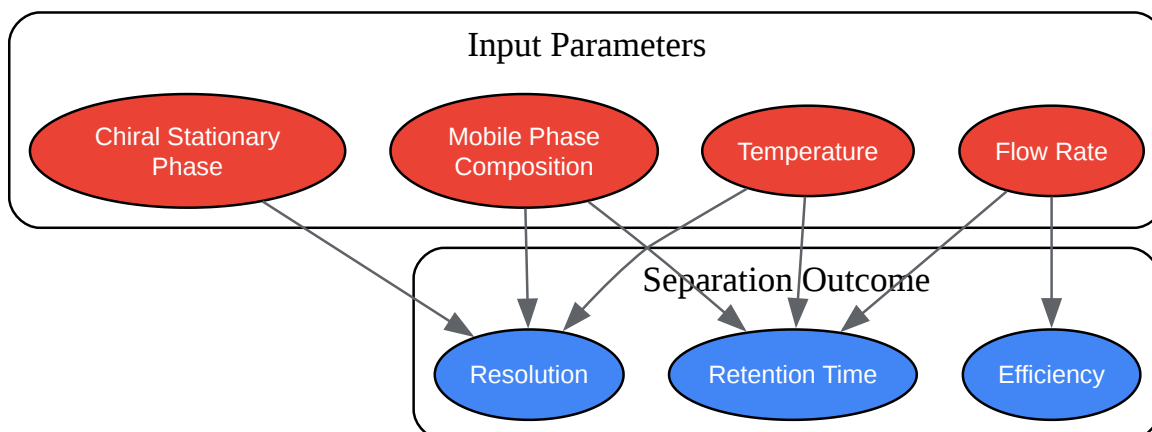 Input Parameters
Chiral Stationary
Phase
Mobile Phase
Composition
Temperature
Flow Rate
Separation Outcome
Resolution
Retention Time
Efficiency